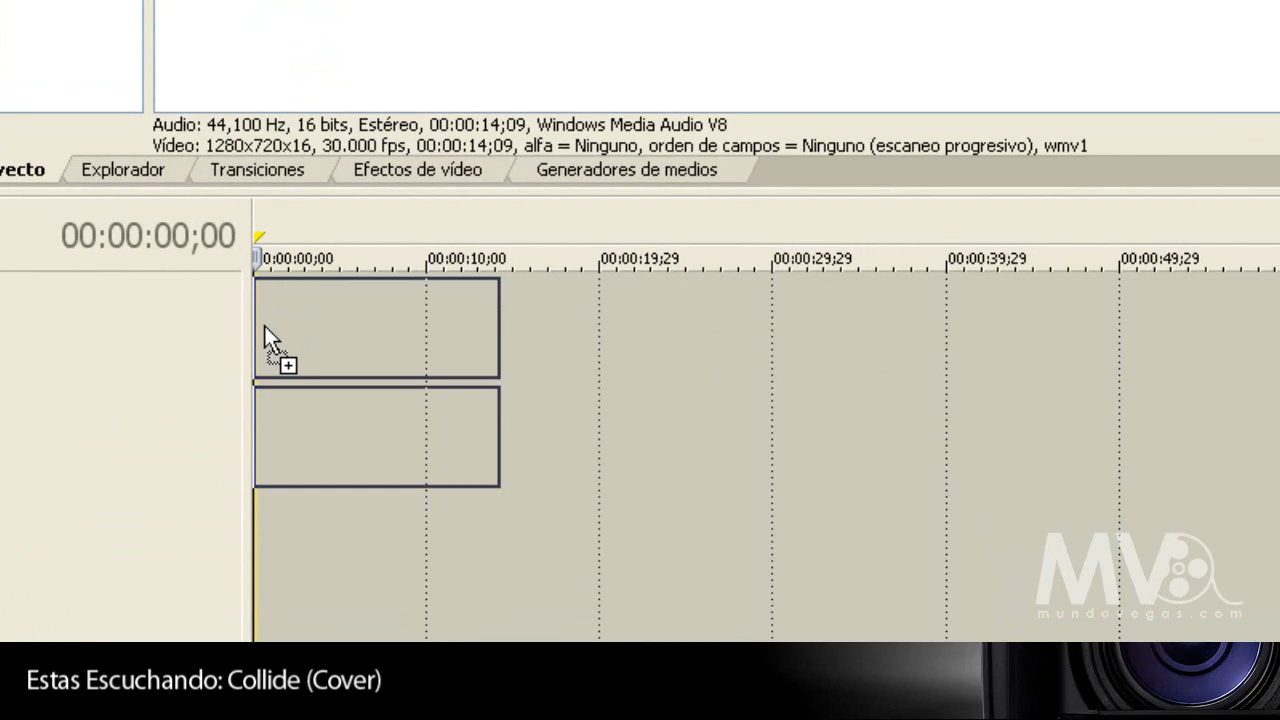 Audio: 44,100 Hz, 16 bits, Estéreo, 00:00:14;09, Windows Media Audio V8
Vídeo: 1280x720x16, 30.000 fps, 00:00:14;09, alfa = Ninguno, orden de campos = Ninguno (escaneo progresivo), wmv1
yecto Explorador Transiciones Efectos de vídeo Generadores de medios
00:00:00;00
0:00:00;00 00:00:10;00 00:00:19;29 00:00:29;29 00:00:39;29 00:00:49;29
MV
mundovegas.com
Estas Escuchando: Collide (Cover)